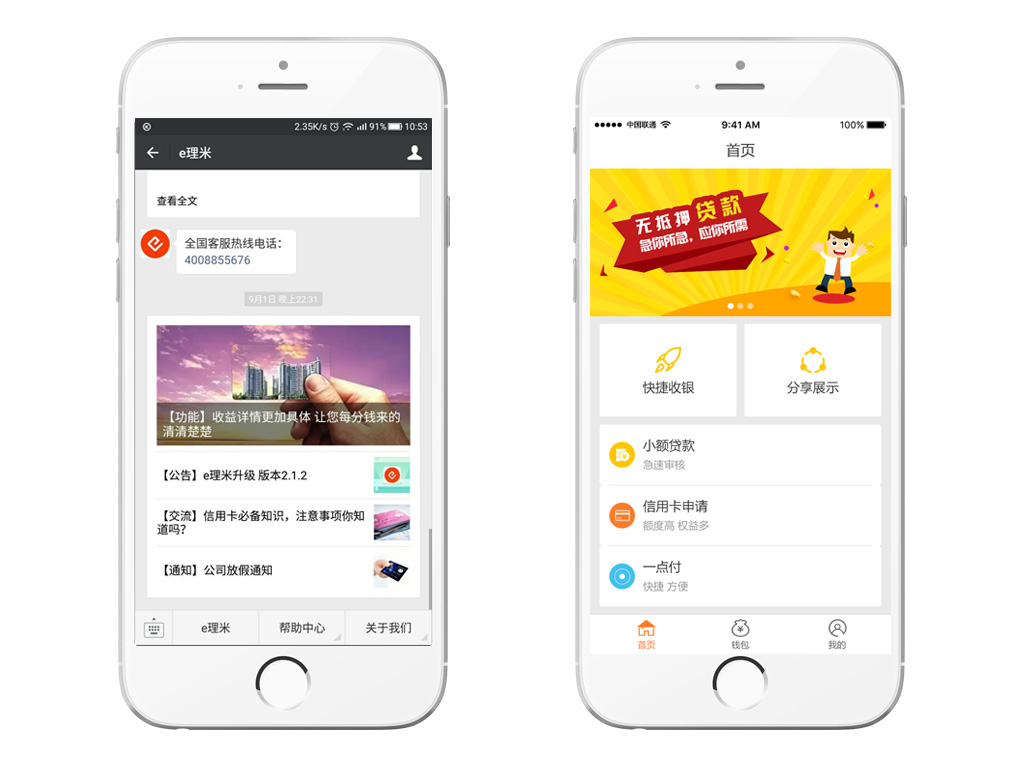 2.35K/s 91% 10:53
e理米
查看全文
全国客服热线电话：
4008855676
9月1日 晚上22:31
【功能】收益详情更加具体 让您每分钱来的
清清楚楚
【公告】e理米升级 版本2.1.2
【交流】信用卡必备知识，注意事项你知
道吗？
【通知】公司放假通知
e理米 帮助中心 关于我们
中国联通 9:41 AM 100%
首页
无抵押贷款
急你所急，应你所需
快捷收银 分享展示
小额贷款
急速审核
信用卡申请
额度高 权益多
一点付
快捷 方便
首页 钱包 我的